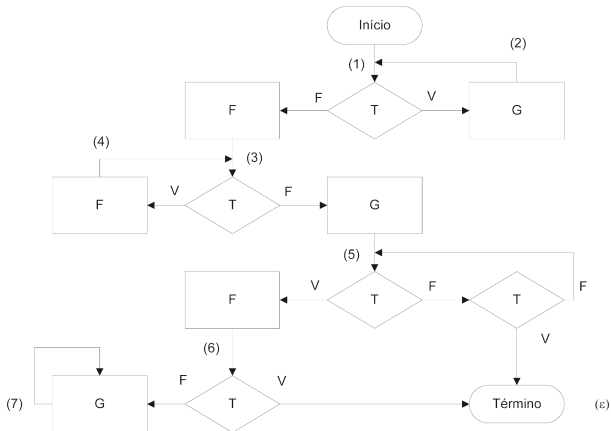 Início
(2)
(1)
F
F
T
V
G
(4)
(3)
F
V
T
F
G
(5)
F
V
T
F
T
F
V
(6)
F
V
(7)
G
T
Término
(ε)